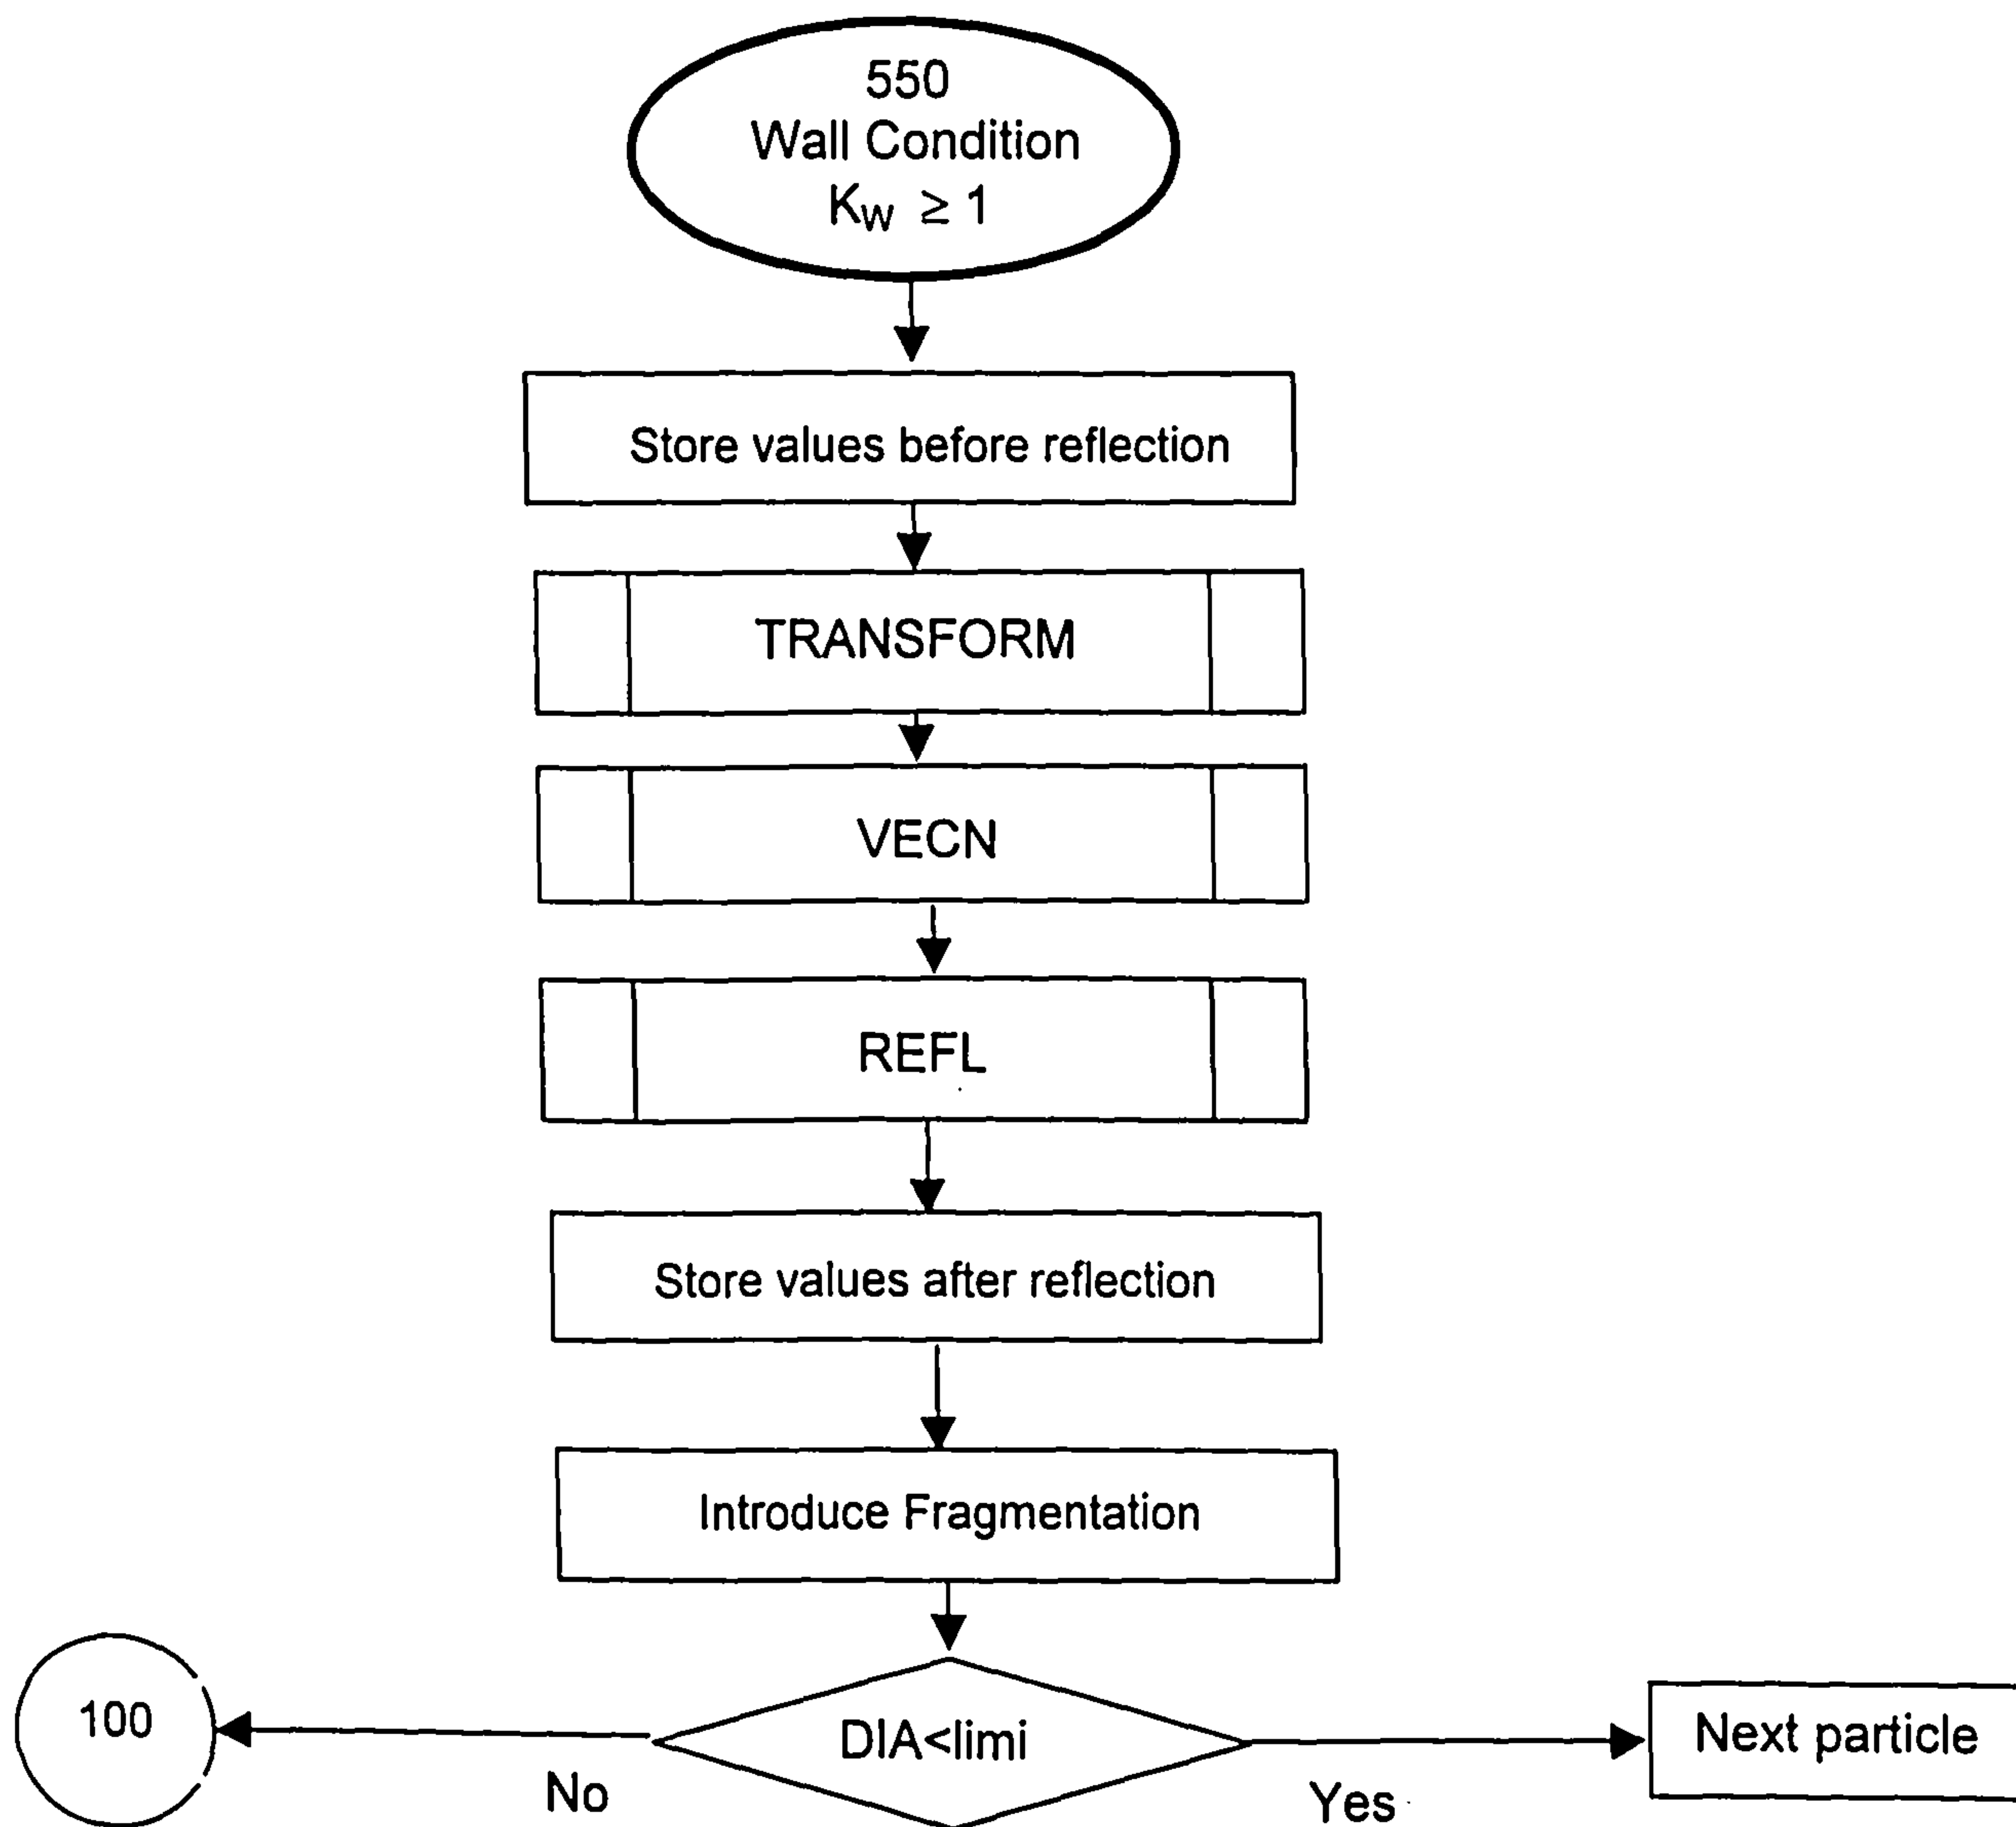 550
Wall Condition
KW ≥ 1
Store values before reflection
TRANSFORM
VECN
REFL
Store values after reflection
Introduce Fragmentation
100
DIA<limi
Next particle
No
Yes